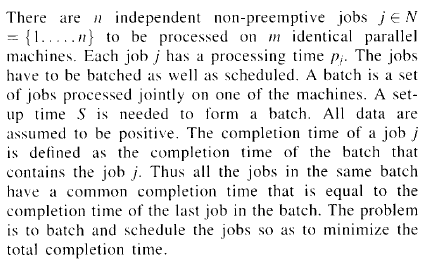 There are n independent non-preemptive jobs j ∈ N
= {1.....n} to be processed on m identical parallel
machines. Each job j has a processing time pⱼ. The jobs
have to be batched as well as scheduled. A batch is a set
of jobs processed jointly on one of the machines. A set-
up time S is needed to form a batch. All data are
assumed to be positive. The completion time of a job j
is defined as the completion time of the batch that
contains the job j. Thus all the jobs in the same batch
have a common completion time that is equal to the
completion time of the last job in the batch. The problem
is to batch and schedule the jobs so as to minimize the
total completion time.